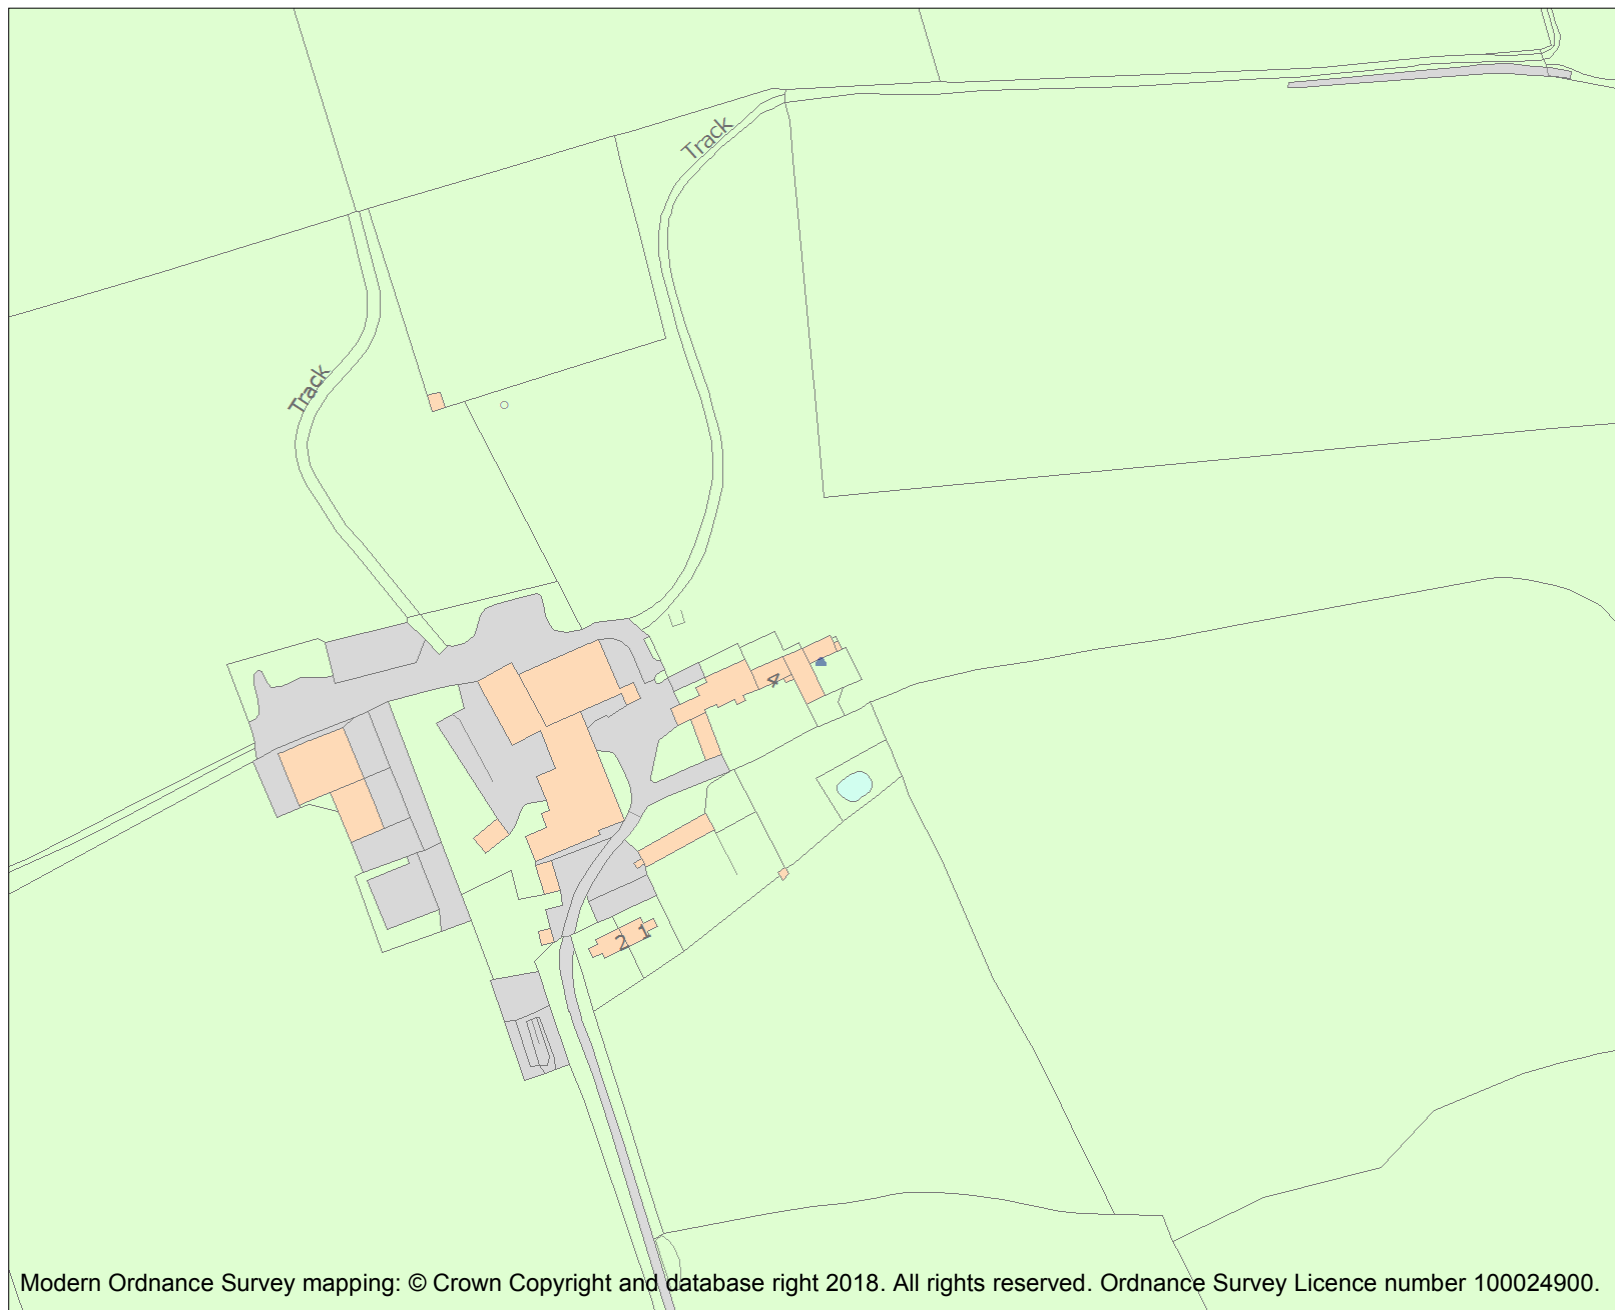 Track
Track
4
2 1
Modern Ordnance Survey mapping: © Crown Copyright and database right 2018. All rights reserved. Ordnance Survey Licence number 100024900.